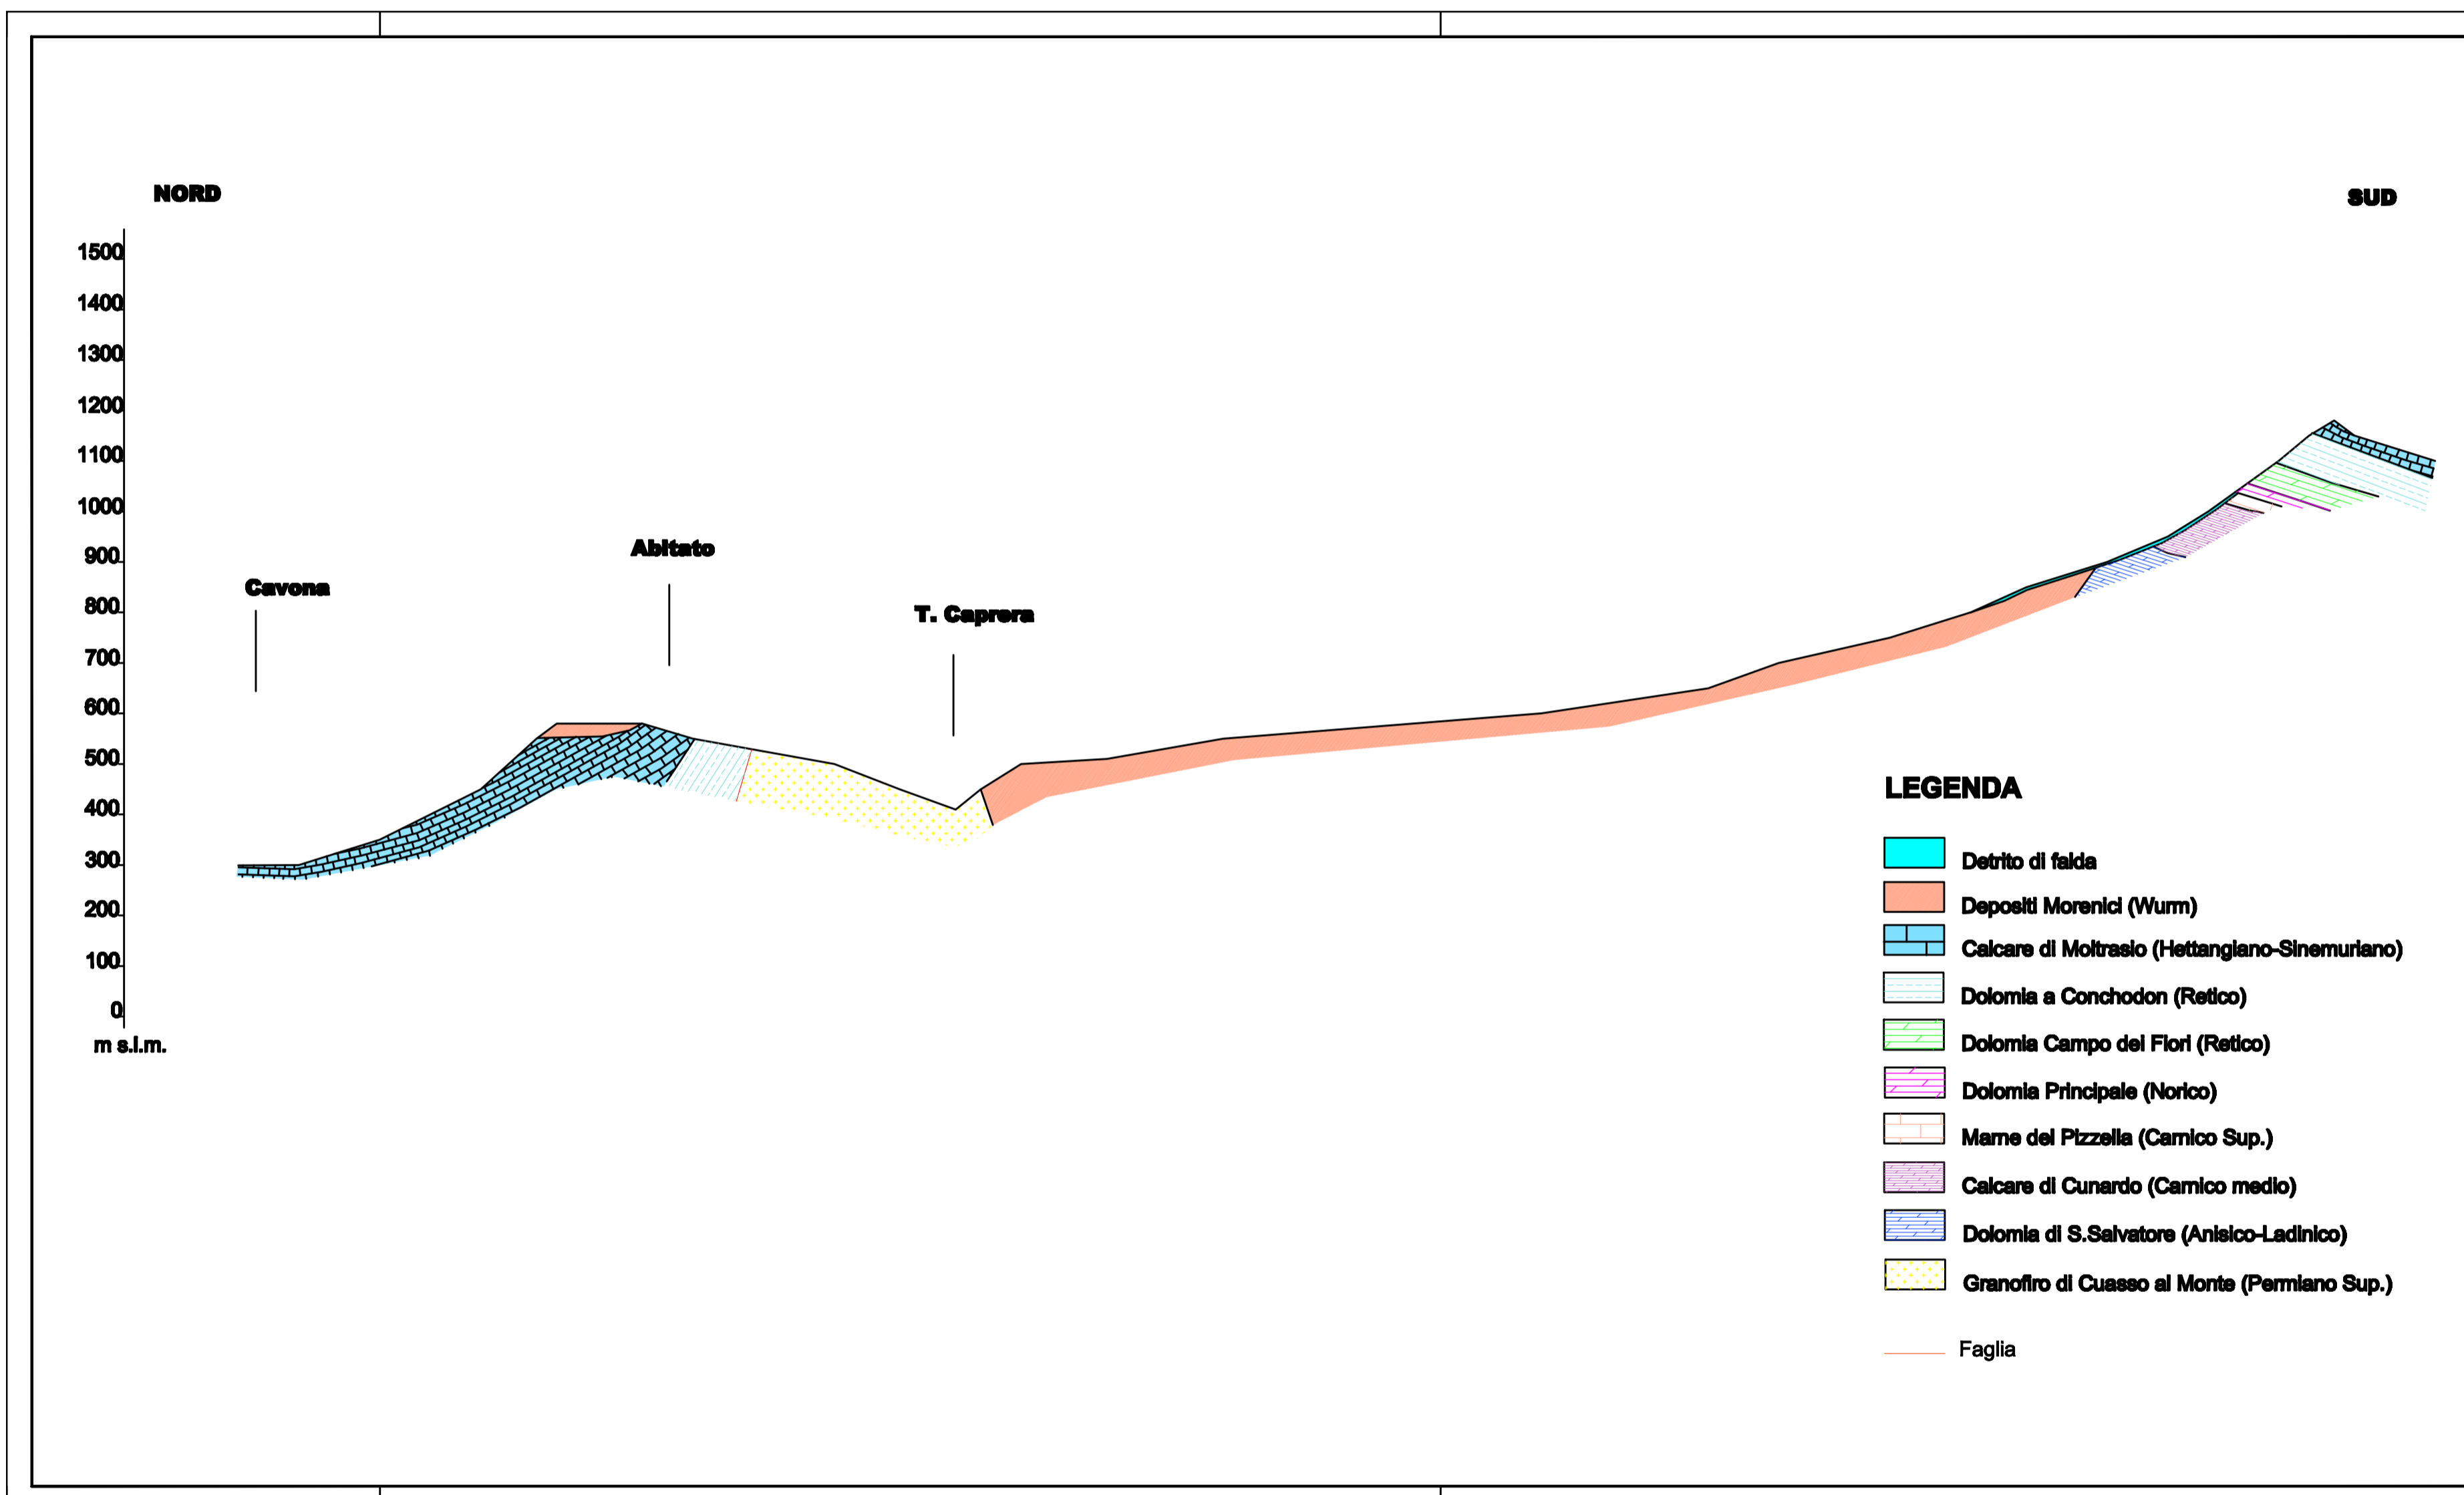 NORD
SUD
1500
1400
1300
1200
1100
1000
900
800
700
600
500
400
300
200
100
0
m s.l.m.
Cavona
Abitato
T. Caprera
LEGENDA
Detrito di falda
Depositi Morenici (Wurm)
Calcare di Moltrasio (Hettangiano-Sinemuriano)
Dolomia a Conchodon (Retico)
Dolomia Campo dei Fiori (Retico)
Dolomia Principale (Norico)
Marne del Pizzella (Carnico Sup.)
Calcare di Cunardo (Carnico medio)
Dolomia di S.Salvatore (Anisico-Ladinico)
Granofiro di Cuasso al Monte (Permiano Sup.)
Faglia